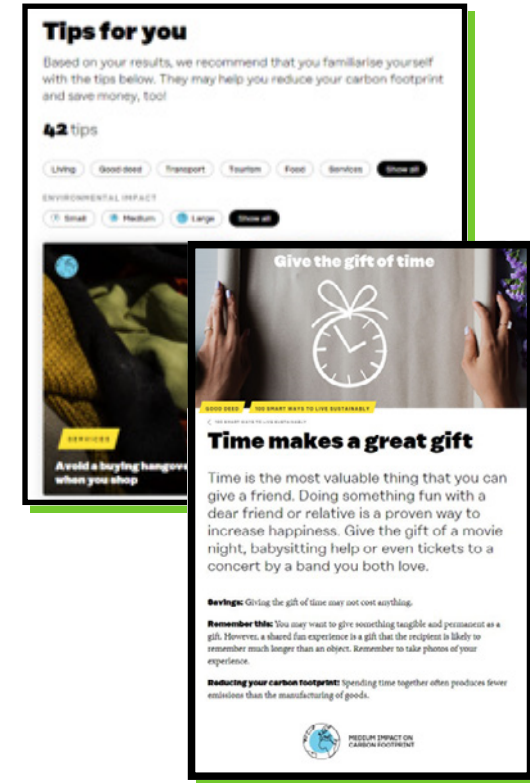 Tips for you
Based on your results, we recommend that you familiarise yourself
with the tips below. They may help you reduce your carbon footprint
and save money, too!
42 tips
Living Good deed Transport Tourism Food Services Show all
ENVIRONMENTAL IMPACT
Small Medium Large Show all
SERVICES
Avoid a buying hangover
when you shop
Give the gift of time
GOOD DEED 100 SMART WAYS TO LIVE SUSTAINABLY
100 SMART WAYS TO LIVE SUSTAINABLY
Time makes a great gift
Time is the most valuable thing that you can
give a friend. Doing something fun with a
dear friend or relative is a proven way to
increase happiness. Give the gift of a movie
night, babysitting help or even tickets to a
concert by a band you both love.
Savings: Giving the gift of time may not cost anything.
Remember this: You may want to give something tangible and permanent as a
gift. However, a shared fun experience is a gift that the recipient is likely to
remember much longer than an object. Remember to take photos of your
experience.
Reducing your carbon footprint: Spending time together often produces fewer
emissions than the manufacturing of goods.
MEDIUM IMPACT ON
CARBON FOOTPRINT